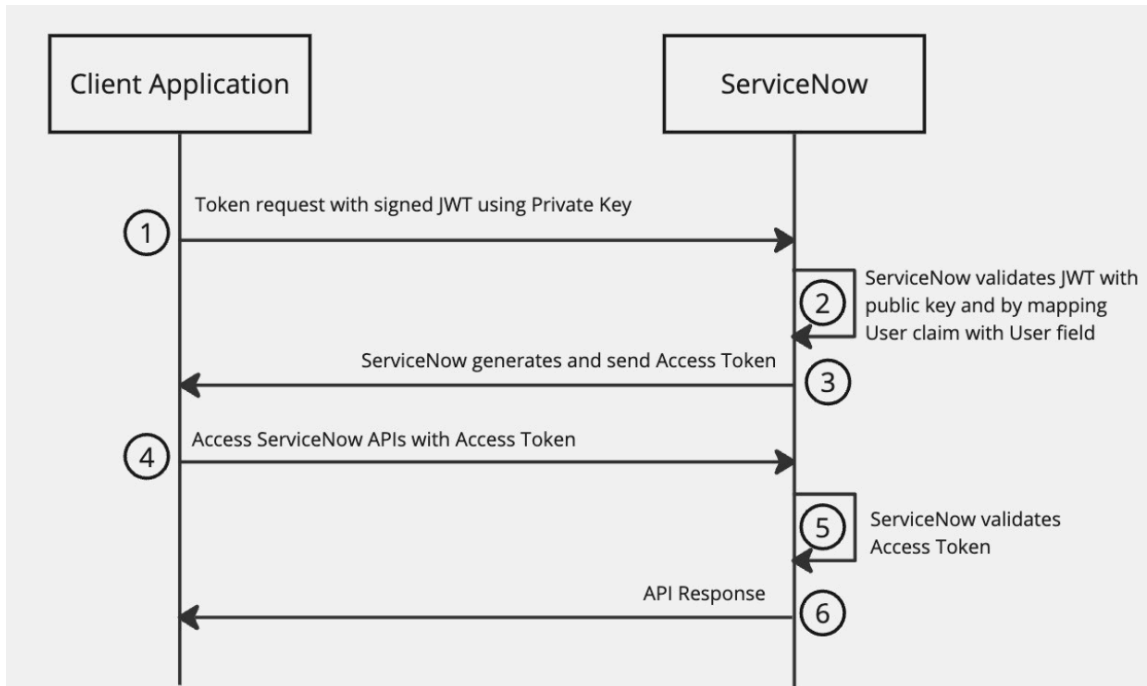 Client Application
ServiceNow
Token request with signed JWT using Private Key
1
ServiceNow validates JWT with
public key and by mapping
User claim with User field
2
ServiceNow generates and send Access Token
3
Access ServiceNow APIs with Access Token
4
5
ServiceNow validates
Access Token
API Response
6